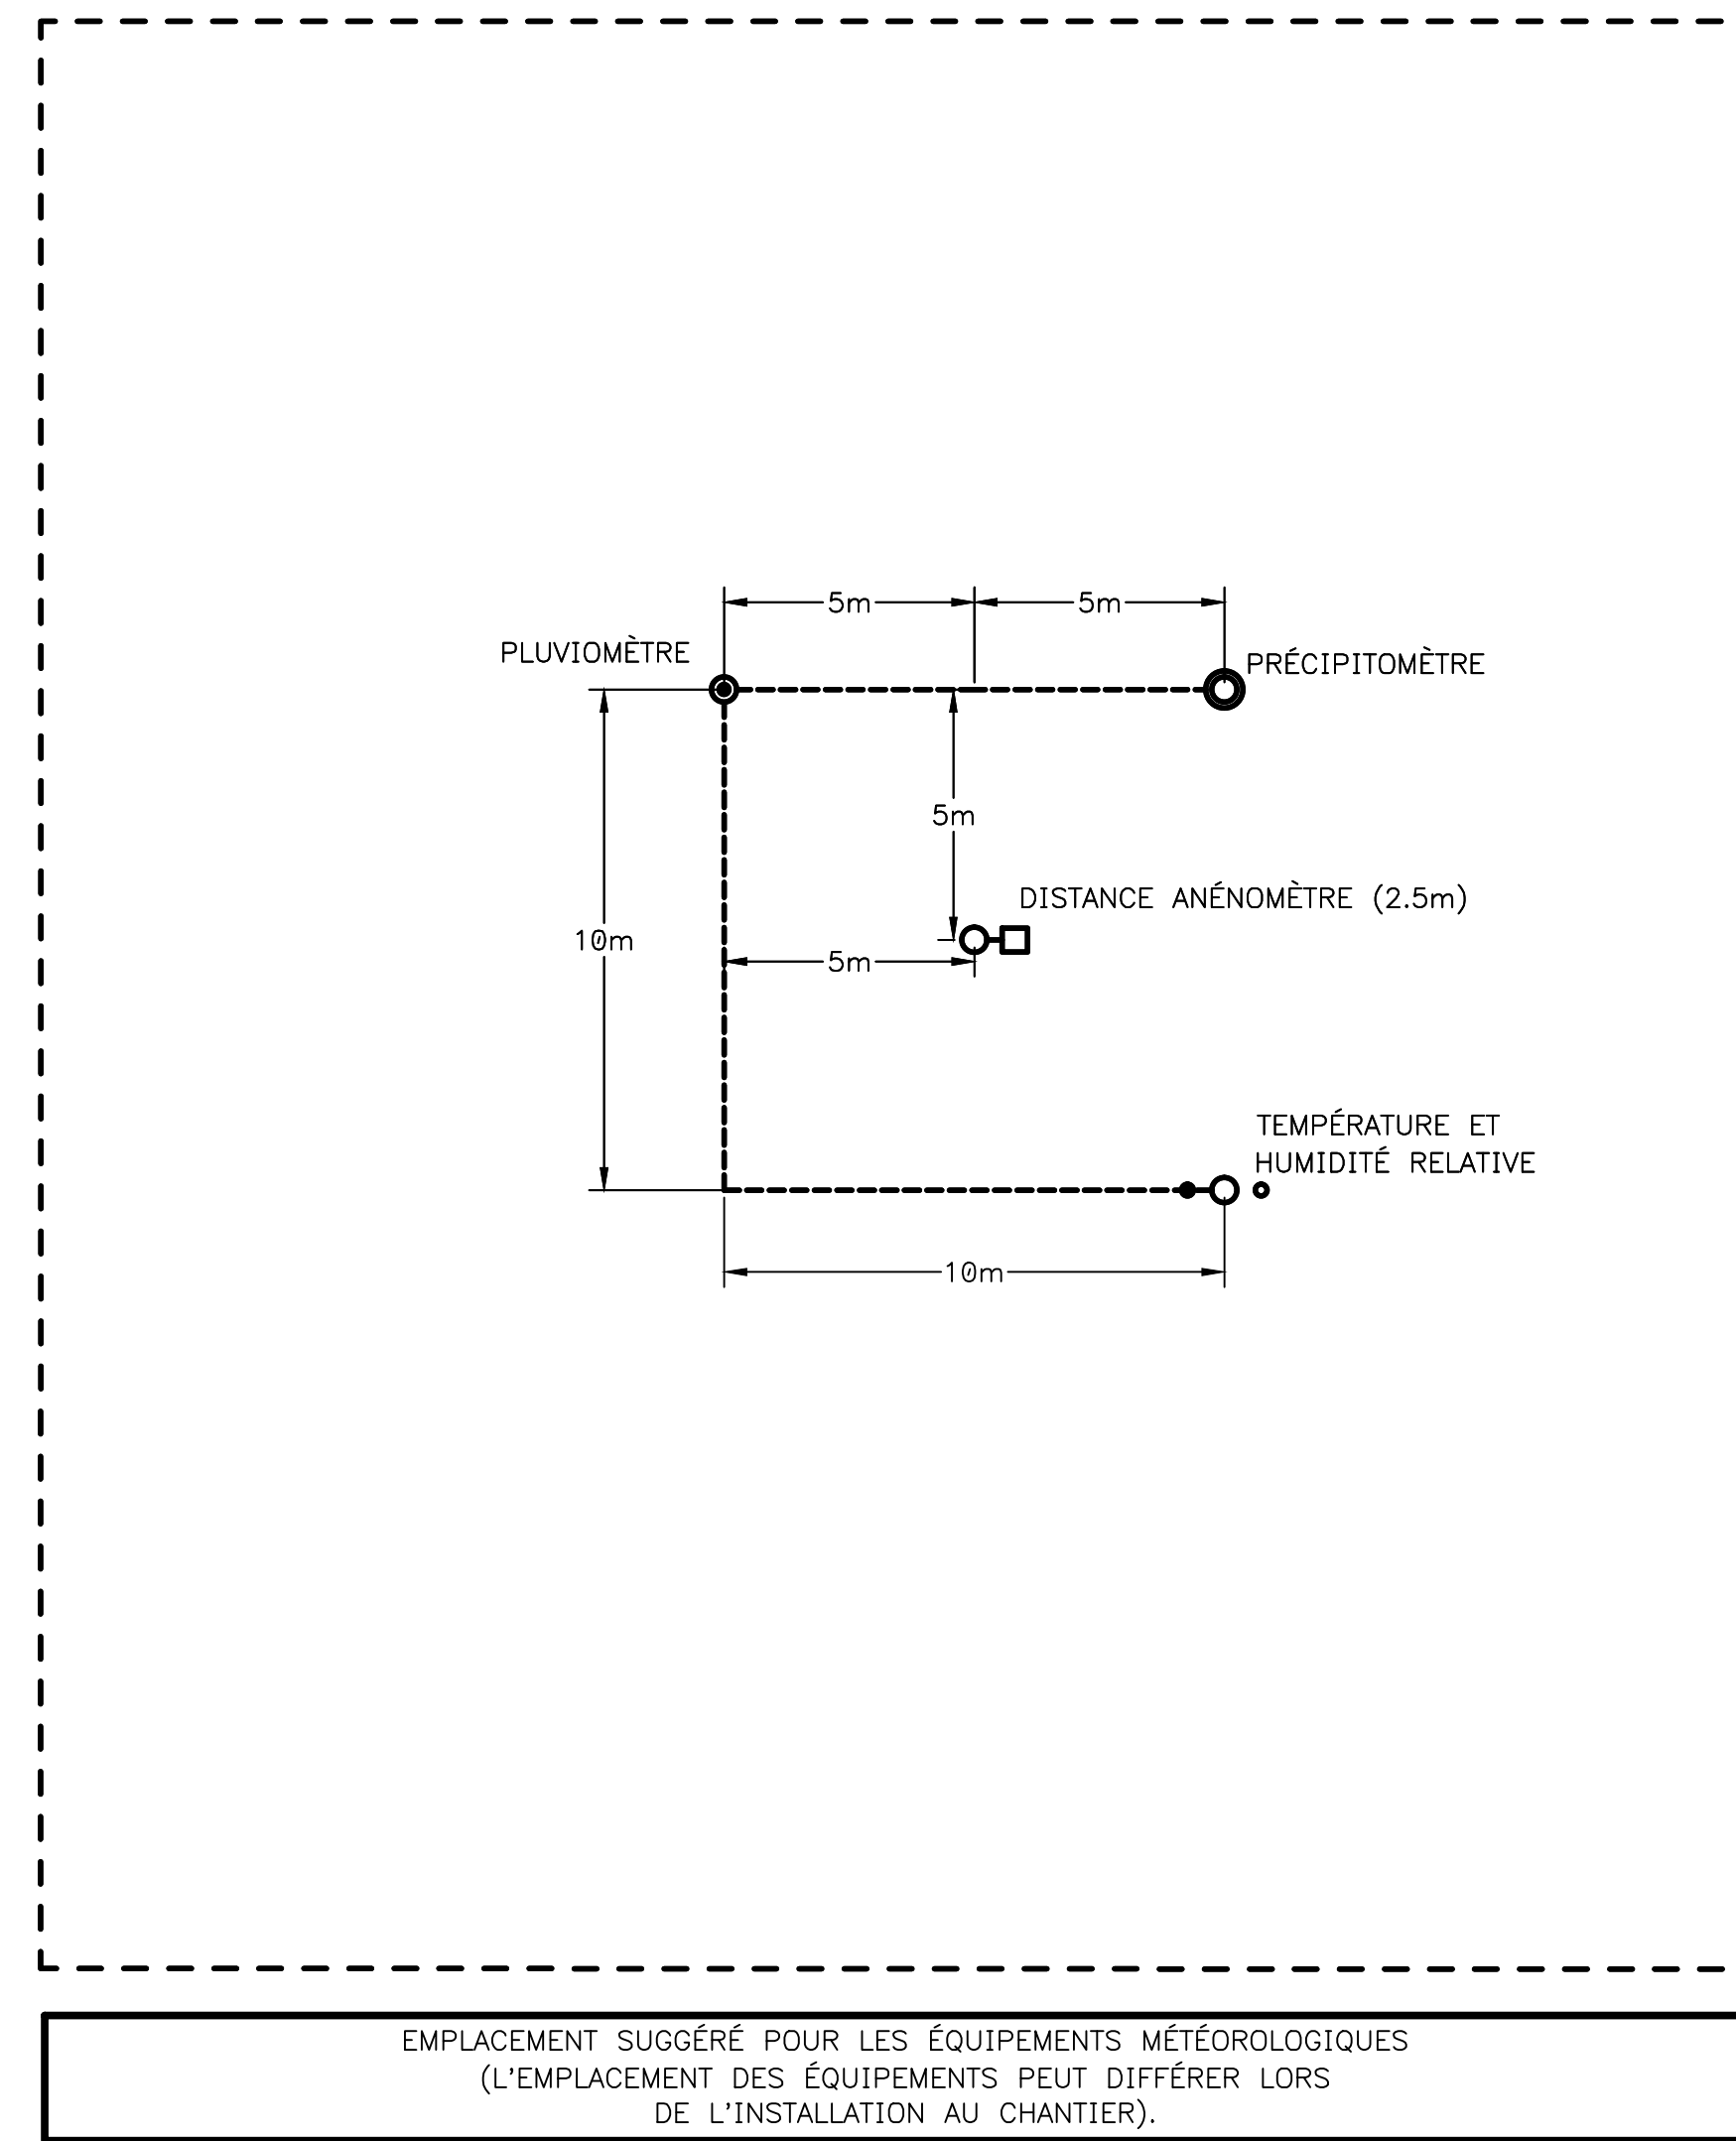 5m
5m
PLUVIOMÈTRE
PRÉCIPITOMÈTRE
5m
DISTANCE ANÉNOMÈTRE (2.5m)
10m
5m
TEMPÉRATURE ET
HUMIDITÉ RELATIVE
10m
EMPLACEMENT SUGGÉRÉ POUR LES ÉQUIPEMENTS MÉTÉOROLOGIQUES
(L'EMPLACEMENT DES ÉQUIPEMENTS PEUT DIFFÉRER LORS
DE L'INSTALLATION AU CHANTIER).